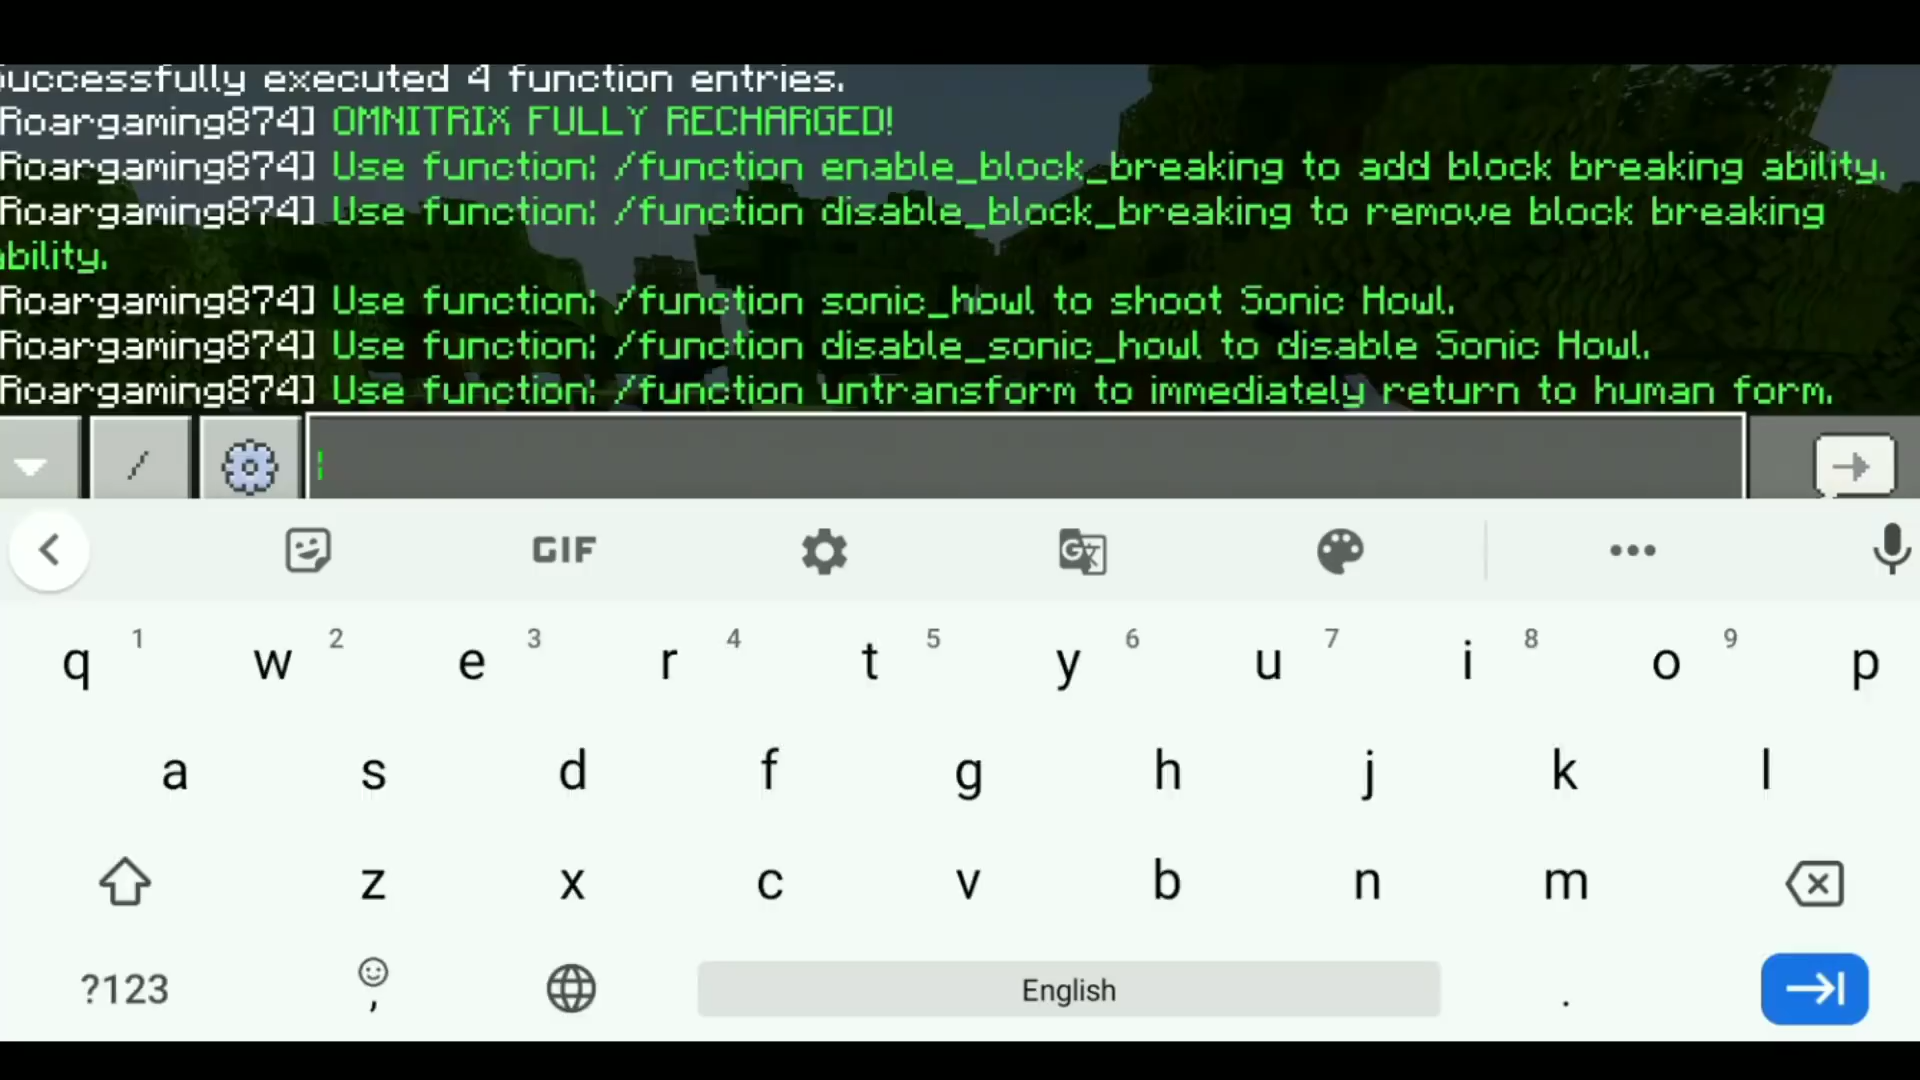 successfully executed 4 function entries.
Roargaming874] OMNITRIX FULLY RECHARGED!
Roargaming874] Use function: /function enable_block_breaking to add block breaking ability.
Roargaming874] Use function: /function disable_block_breaking to remove block breaking
ability.
Roargaming874] Use function: /function sonic_howl to shoot Sonic Howl.
Roargaming874] Use function: /function disable_sonic_howl to disable Sonic Howl.
Roargaming874] Use function: /function untransform to immediately return to human form.
/
GIF
q 1 w 2 e 3 r 4 t 5 y 6 u 7 i 8 o 9 p
a s d f g h j k l
z x c v b n m
?123 , English .